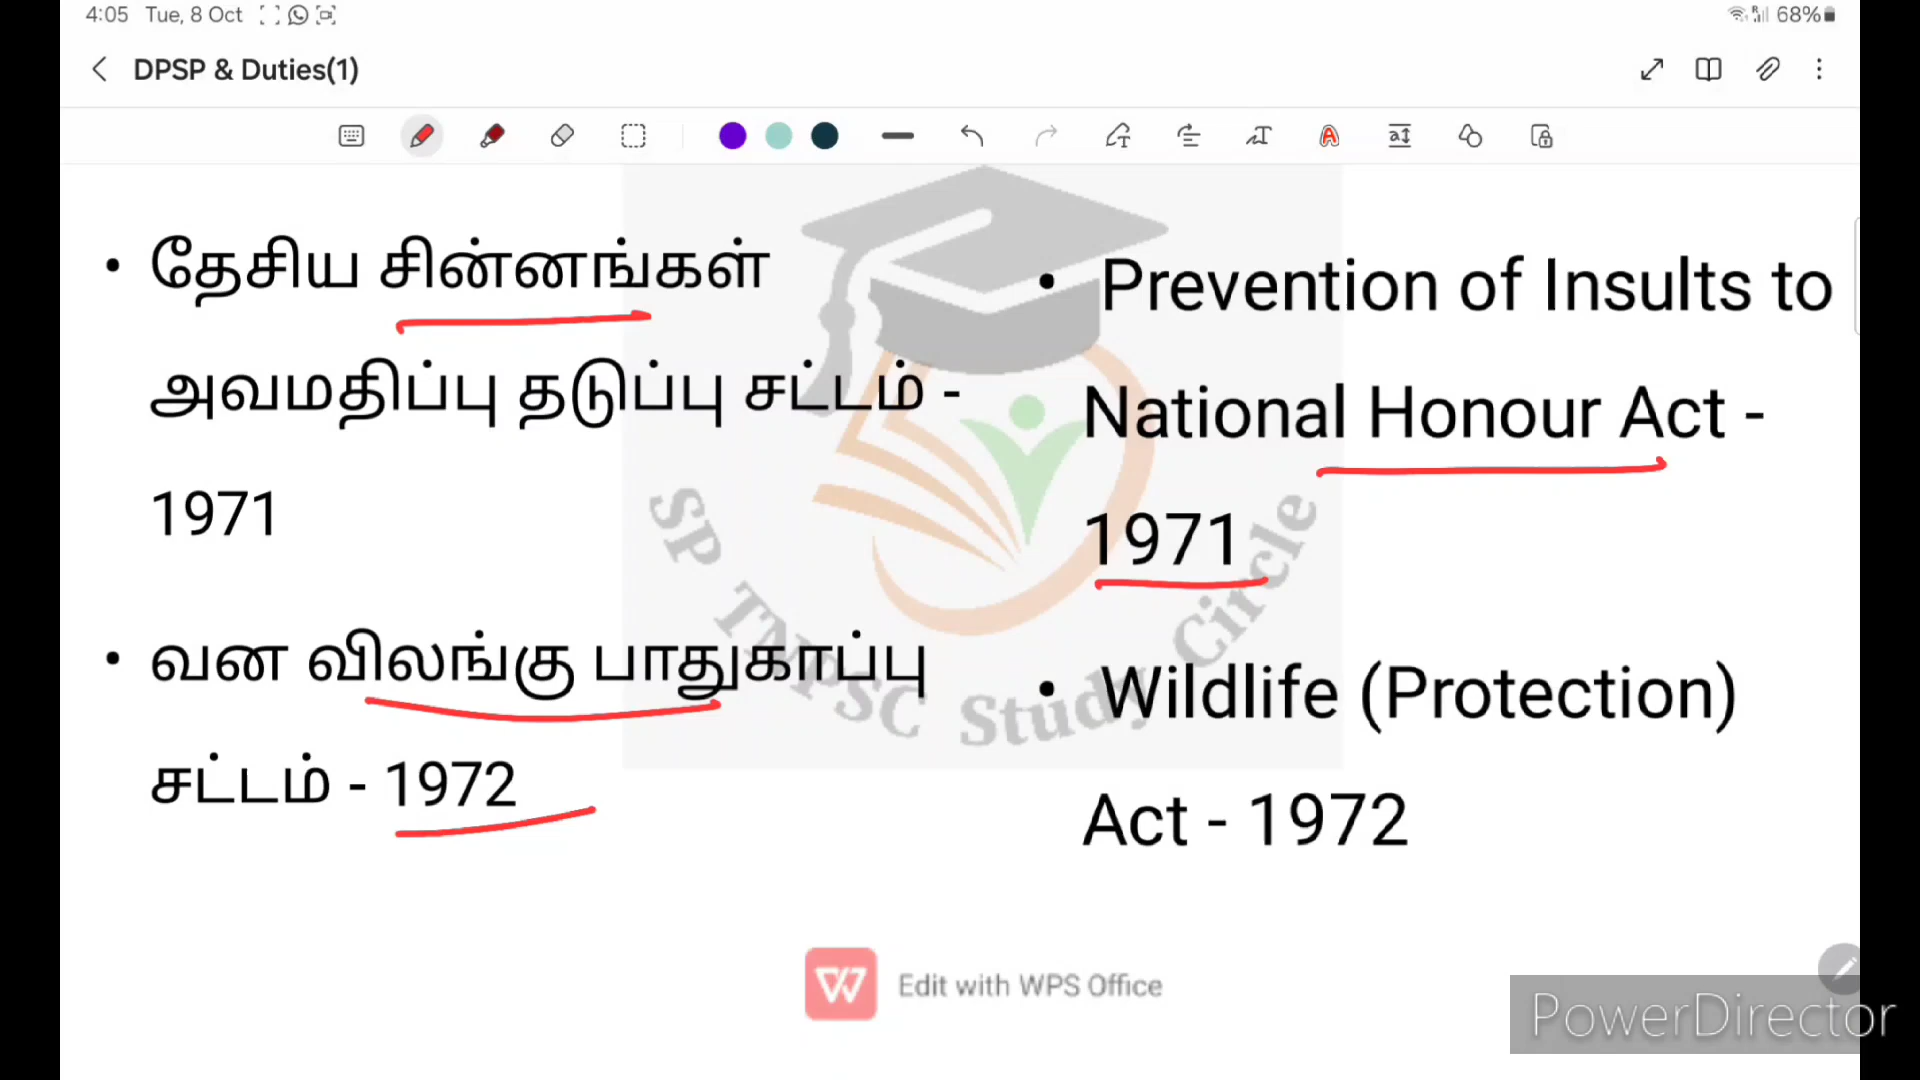 4:05 Tue, 8 Oct
68%
DPSP & Duties(1)
• தேசிய சின்னங்கள்
அவமதிப்பு தடுப்பு சட்டம் -
1971
• வன விலங்கு பாதுகாப்பு
சட்டம் - 1972
• Prevention of Insults to
National Honour Act -
1971
• Wildlife (Protection)
Act - 1972
SP TNPSC Study Circle
Edit with WPS Office
PowerDirector